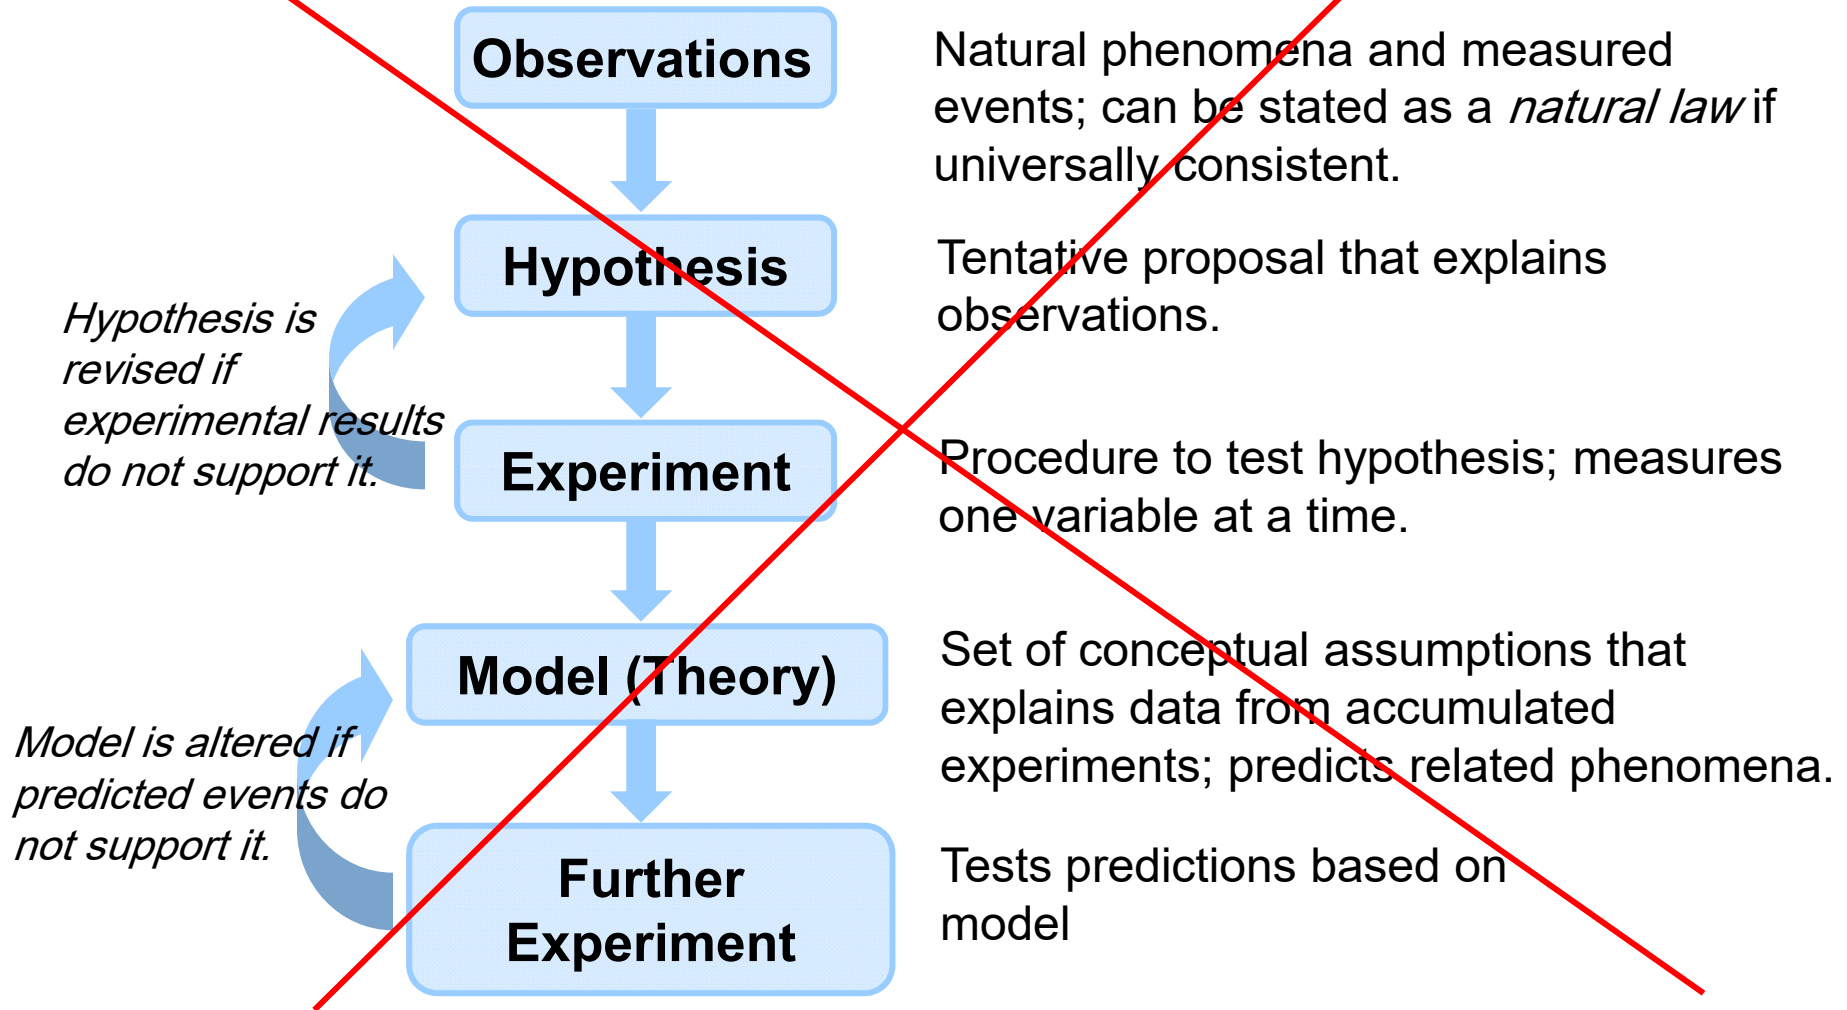 Observations
Natural phenomena and measured
events; can be stated as a natural law if
universally consistent.
Hypothesis
Tentative proposal that explains
observations.
Hypothesis is
revised if
experimental results
do not support it.
Experiment
Procedure to test hypothesis; measures
one variable at a time.
Model (Theory)
Set of conceptual assumptions that
explains data from accumulated
experiments; predicts related phenomena.
Model is altered if
predicted events do
not support it.
Further
Experiment
Tests predictions based on
model